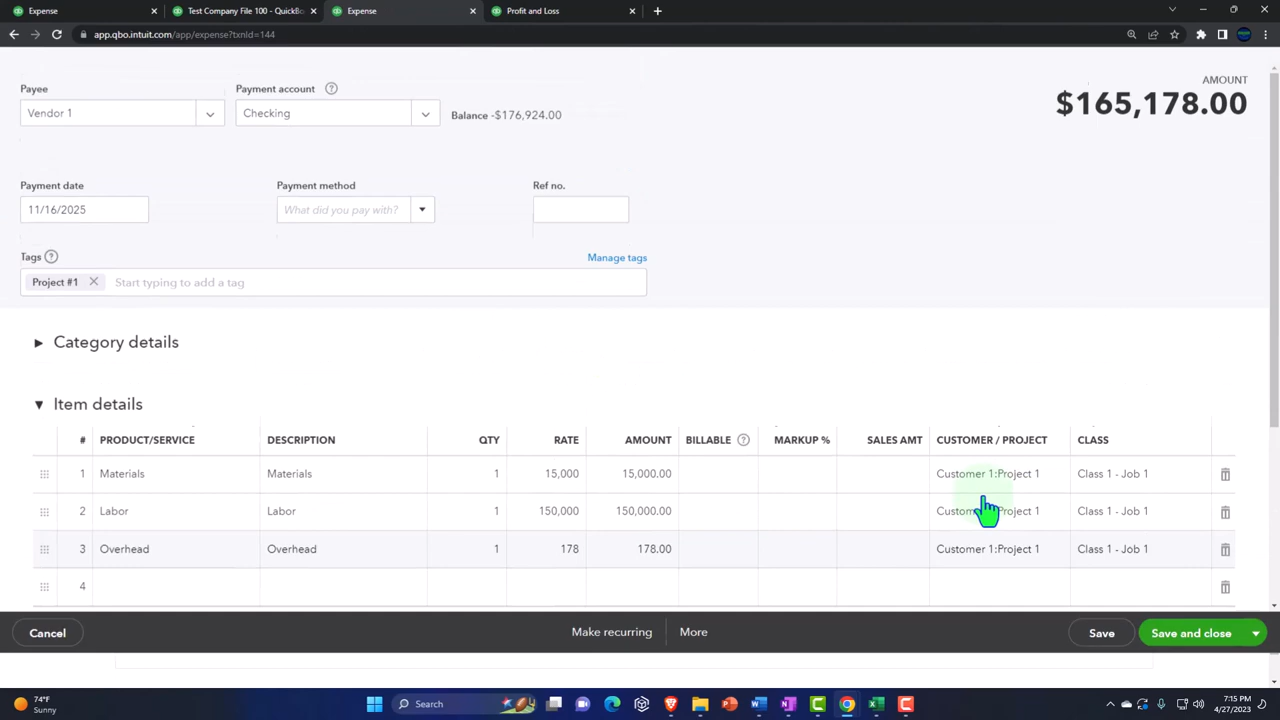 Expense
Test Company File 100 - QuickBo
Expense
Profit and Loss
app.qbo.intuit.com/app/expense?txnId=144
Payee
Payment account
AMOUNT
Vendor 1
Checking
Balance -$176,924.00
$165,178.00
Payment date
Payment method
Ref no.
11/16/2025
What did you pay with?
Tags
Manage tags
Project #1
Start typing to add a tag
Category details
Item details
# PRODUCT/SERVICE DESCRIPTION QTY RATE AMOUNT BILLABLE MARKUP % SALES AMT CUSTOMER / PROJECT CLASS
1 Materials Materials 1 15,000 15,000.00 Customer 1:Project 1 Class 1 - Job 1
2 Labor Labor 1 150,000 150,000.00 Project 1 Class 1 - Job 1
3 Overhead Overhead 1 178 178.00 Customer 1:Project 1 Class 1 - Job 1
4
Cancel
Make recurring
More
Save
Save and close
74°F
Sunny
Search
7:15 PM
4/27/2023